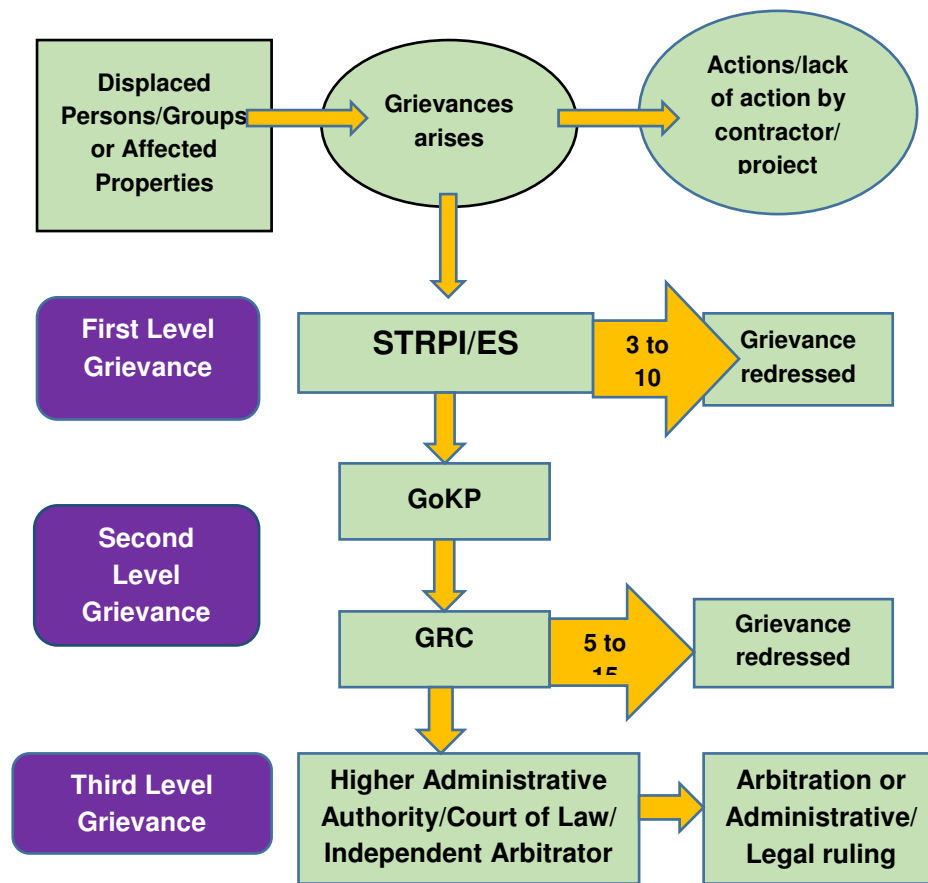 Displaced
Persons/Groups
or Affected
Properties
Grievances
arises
Actions/lack
of action by
contractor/
project
First Level
Grievance
STRPI/ES
3 to
10
Grievance
redressed
GoKP
Second
Level
Grievance
GRC
5 to
15
Grievance
redressed
Third Level
Grievance
Higher Administrative
Authority/Court of Law/
Independent Arbitrator
Arbitration or
Administrative/
Legal ruling